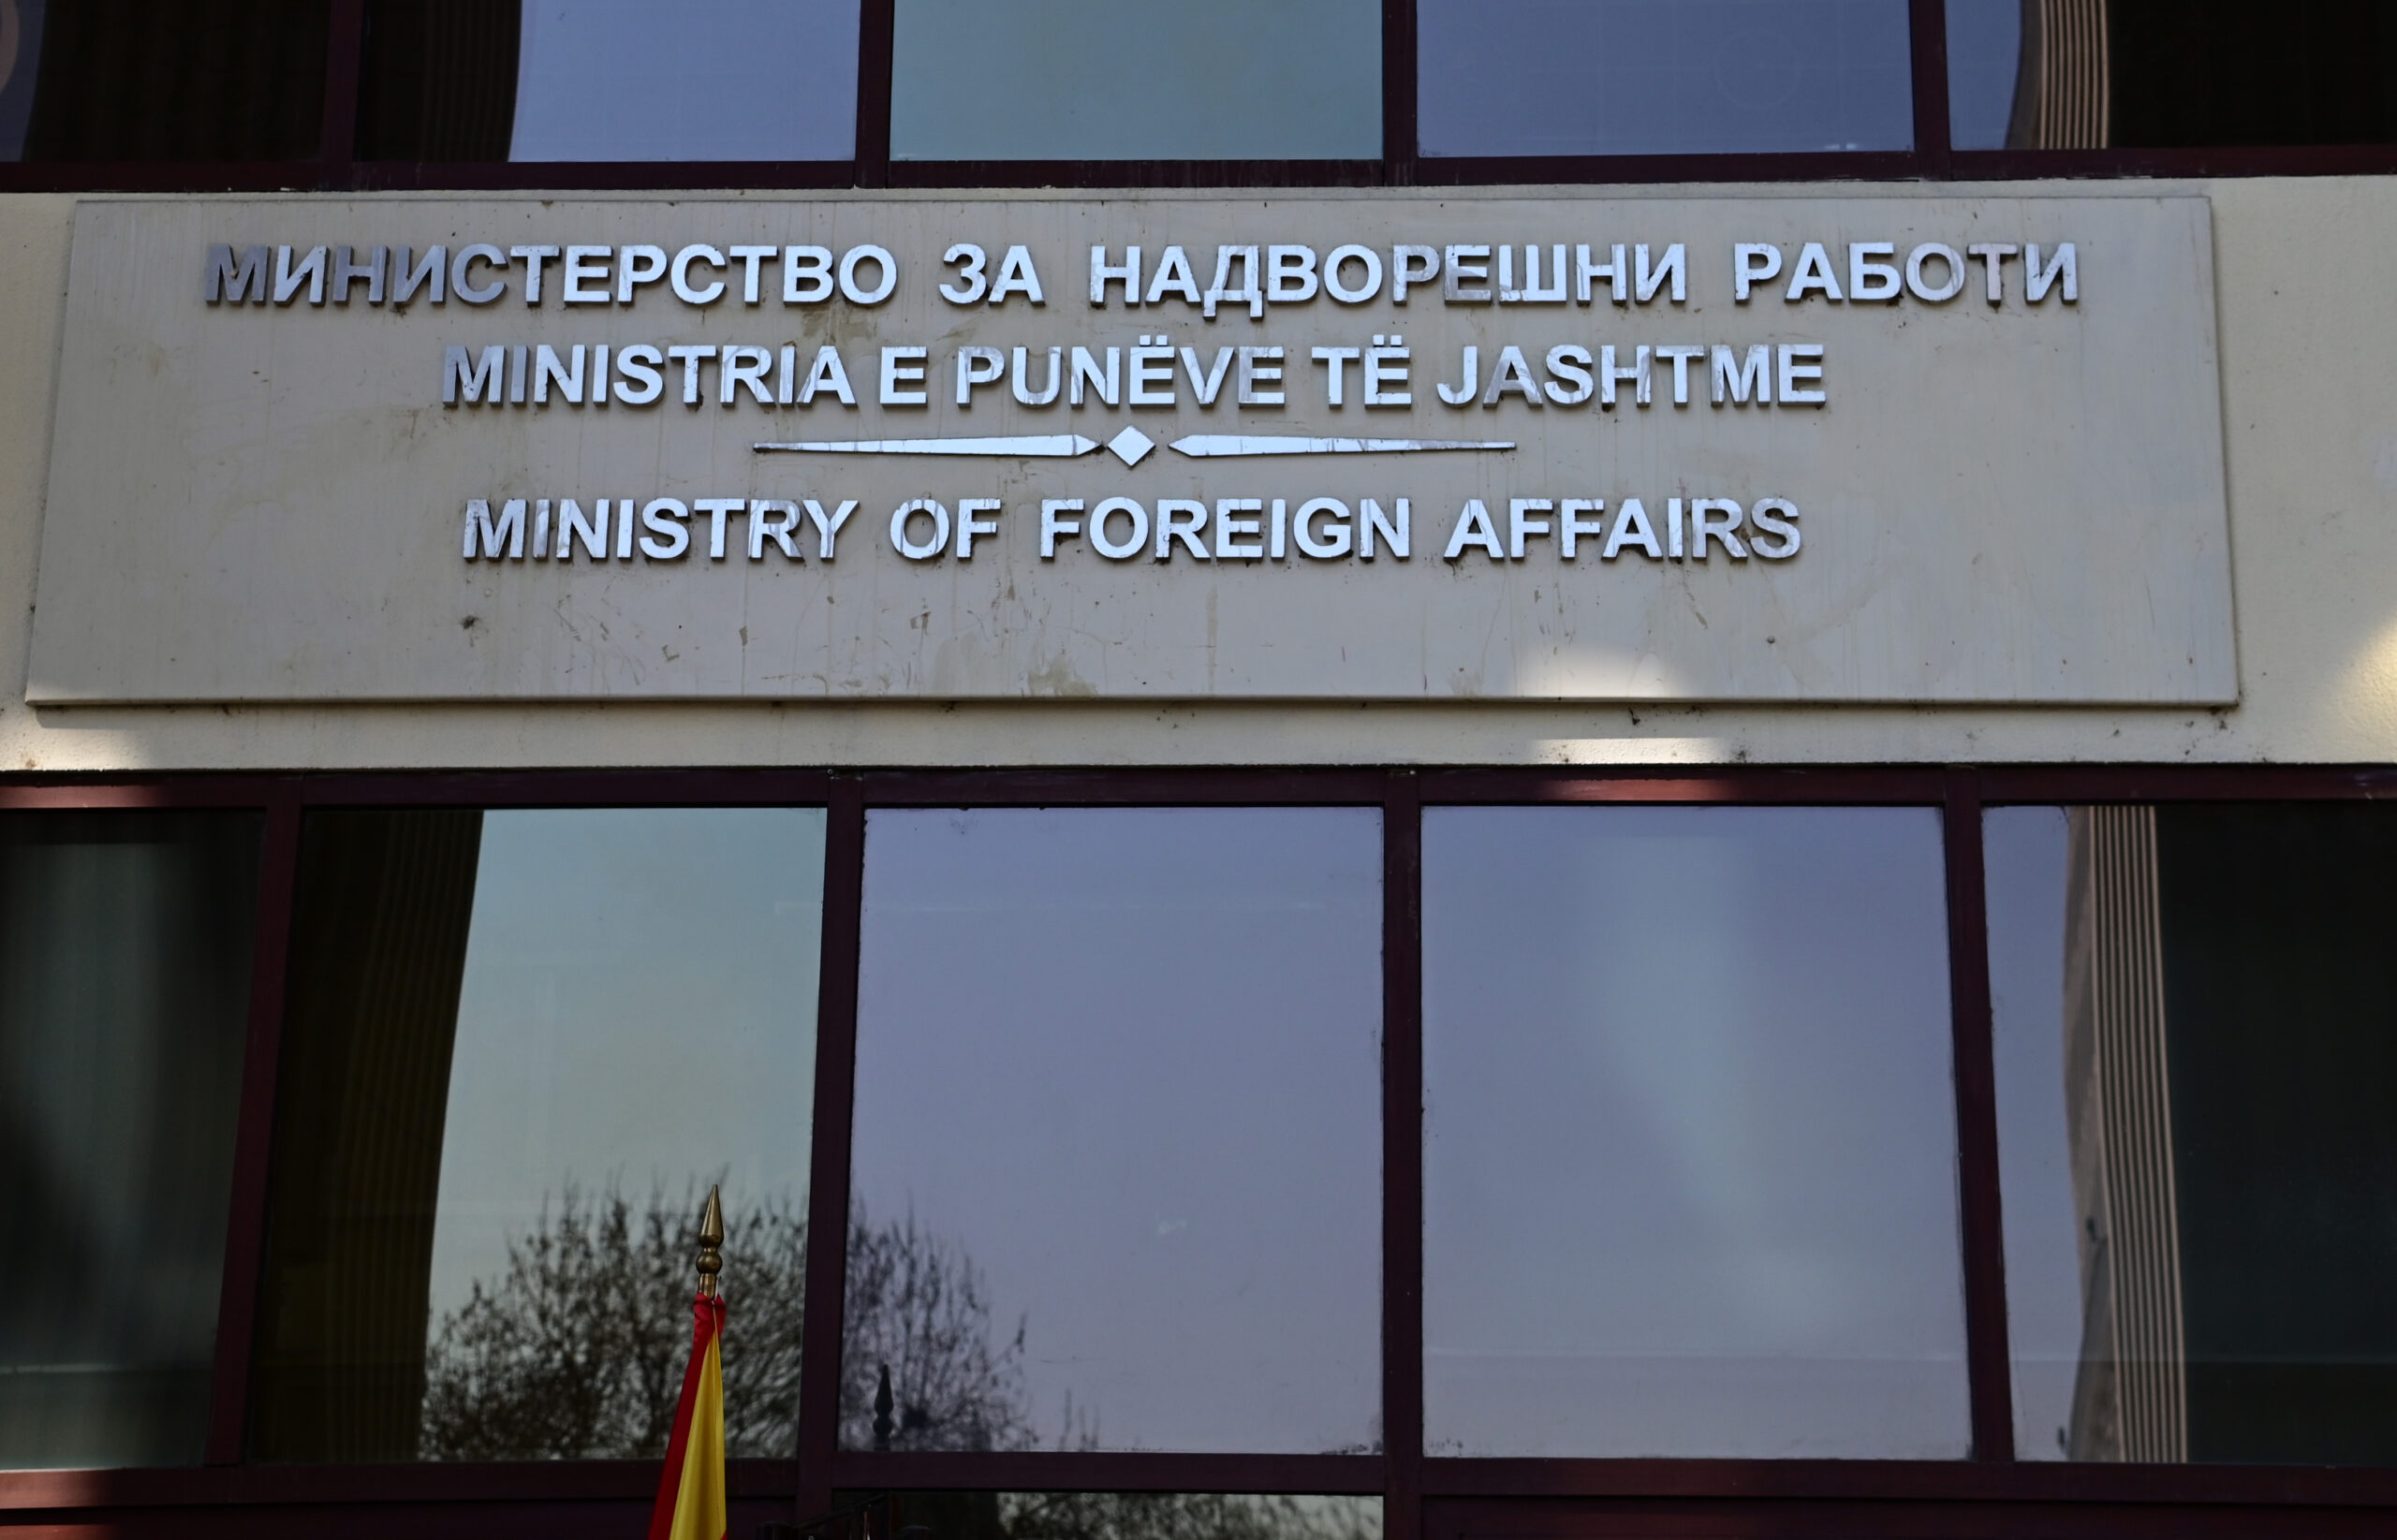 МИНИСТЕРСТВО ЗА НАДВОРЕШНИ РАБОТИ
MINISTRIA E PUNËVE TË JASHTME
MINISTRY OF FOREIGN AFFAIRS